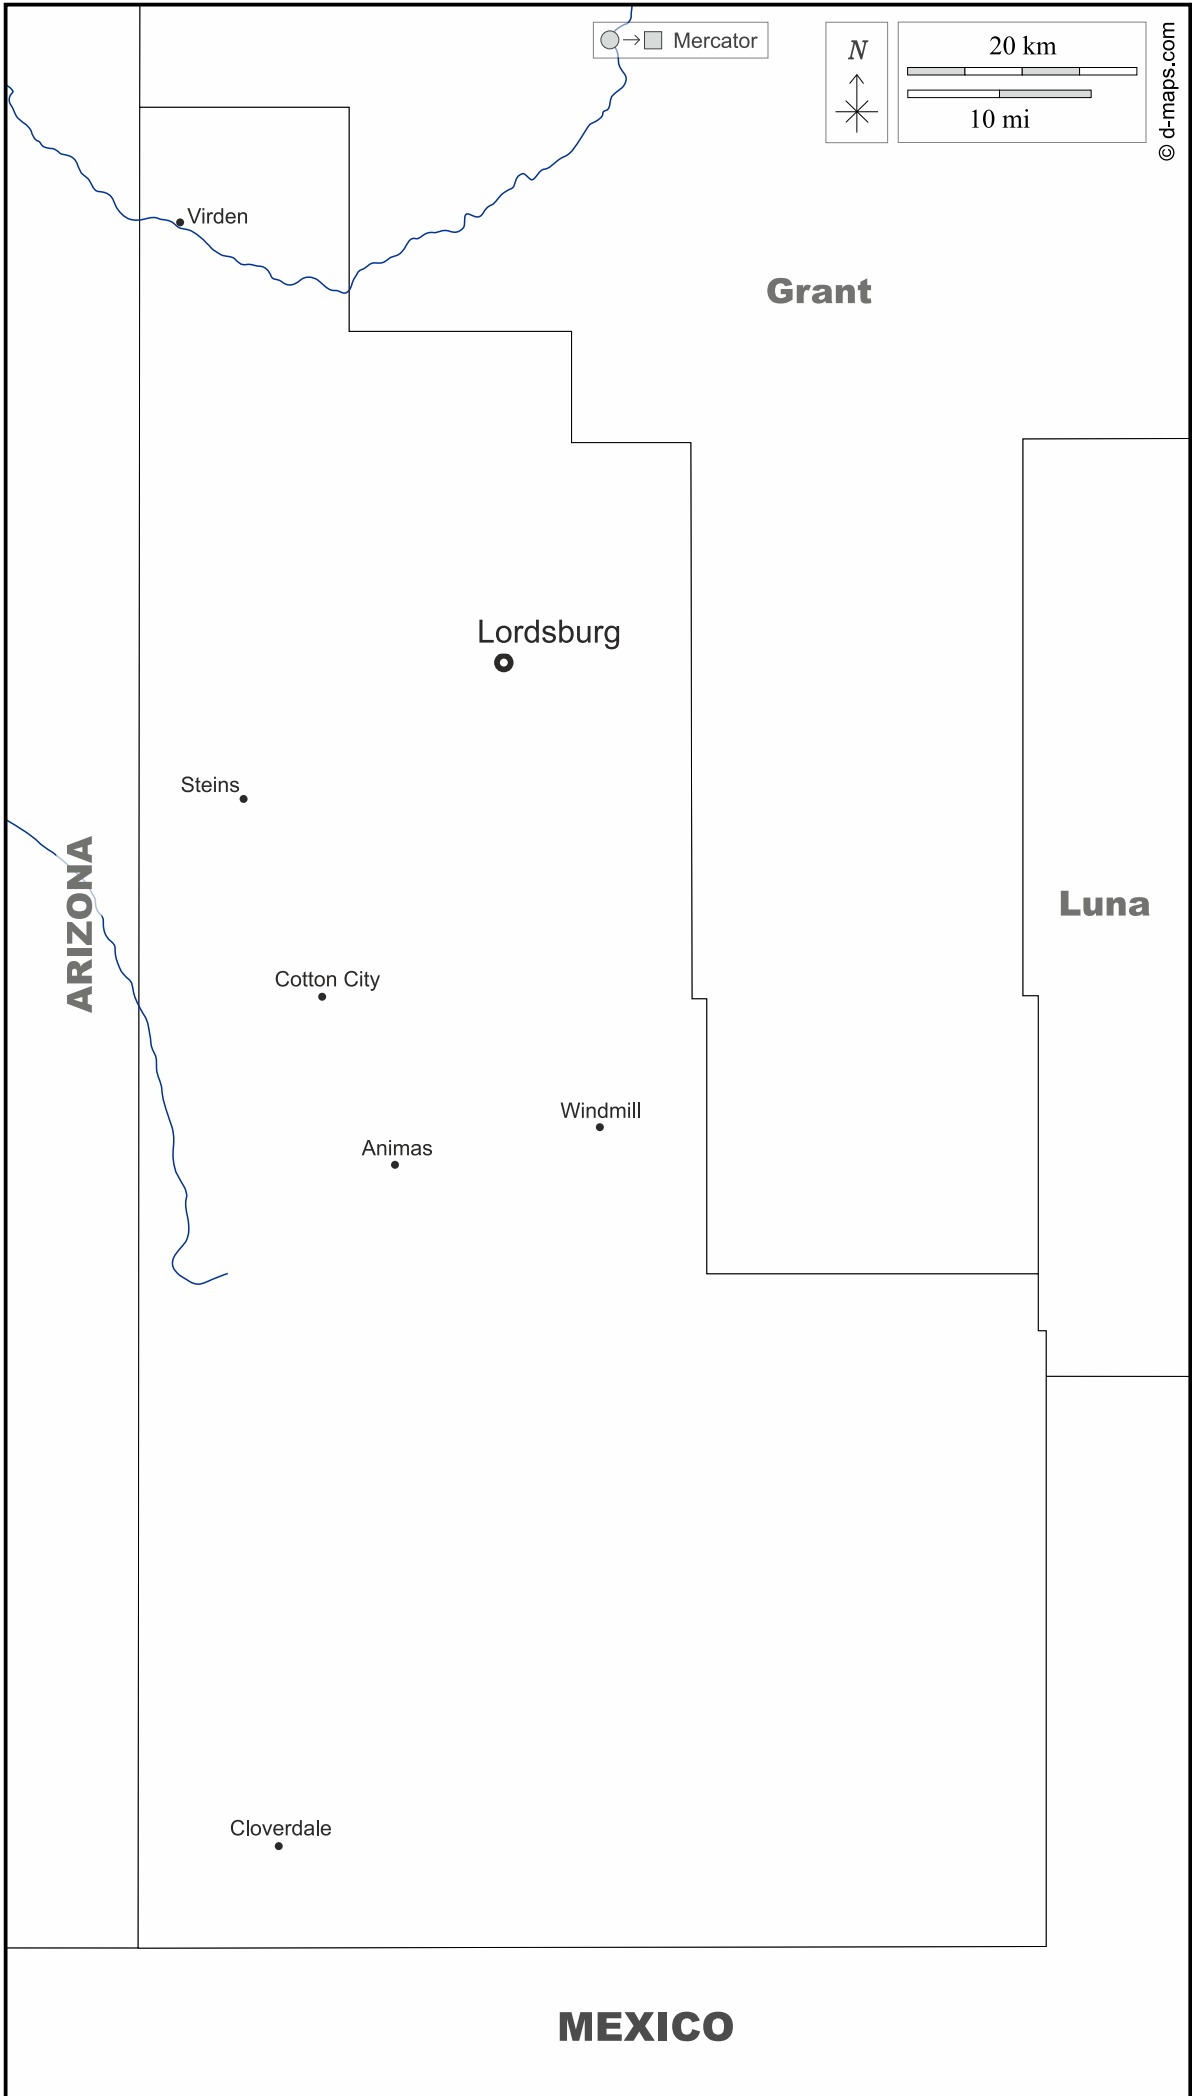 Mercator
N
20 km
10 mi
© d-maps.com
Virden
Grant
Lordsburg
Steins
ARIZONA
Luna
Cotton City
Windmill
Animas
Cloverdale
MEXICO